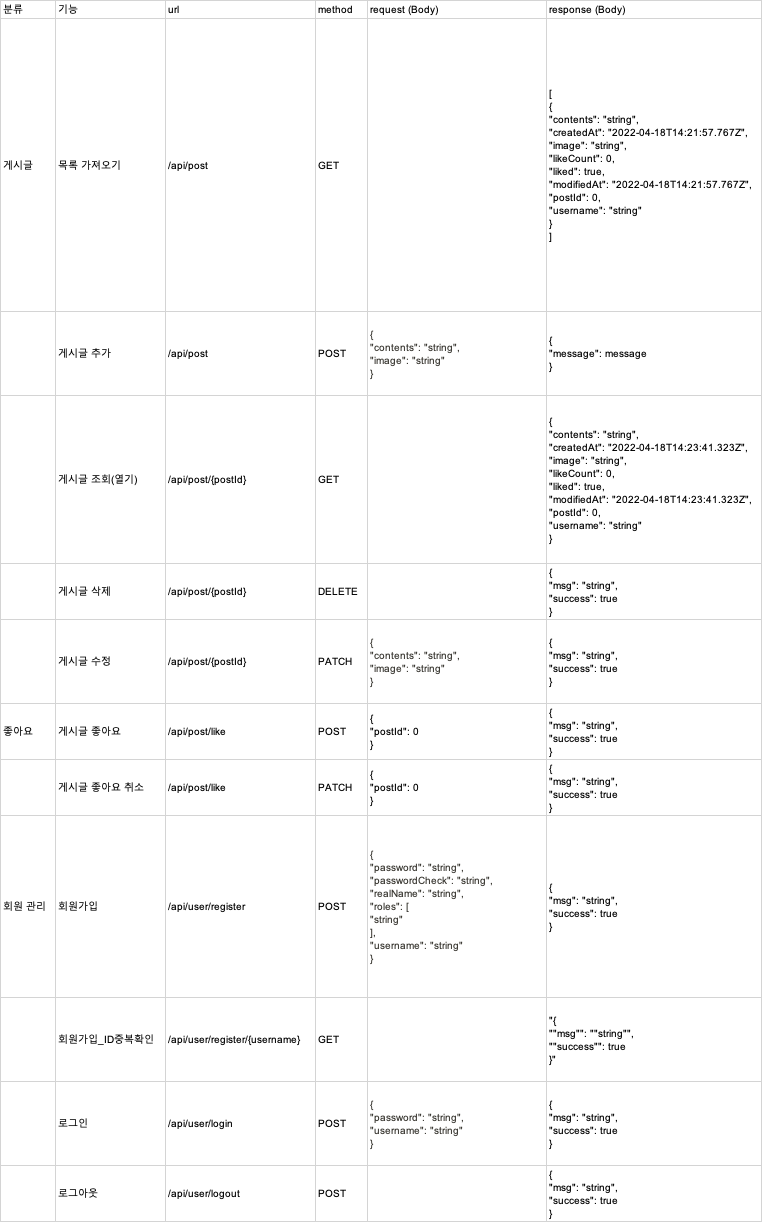 분류 기능 url method request (Body) response (Body)
게시글 목록 가져오기 /api/post GET
[
{
"contents": "string",
"createdAt": "2022-04-18T14:21:57.767Z",
"image": "string",
"likeCount": 0,
"liked": true,
"modifiedAt": "2022-04-18T14:21:57.767Z",
"postId": 0,
"username": "string"
}
]
게시글 추가 /api/post POST
{
"contents": "string",
"image": "string"
}
{
"message": message
}
게시글 조회(열기) /api/post/{postId} GET
{
"contents": "string",
"createdAt": "2022-04-18T14:23:41.323Z",
"image": "string",
"likeCount": 0,
"liked": true,
"modifiedAt": "2022-04-18T14:23:41.323Z",
"postId": 0,
"username": "string"
}
게시글 삭제 /api/post/{postId} DELETE
{
"msg": "string",
"success": true
}
게시글 수정 /api/post/{postId} PATCH
{
"contents": "string",
"image": "string"
}
{
"msg": "string",
"success": true
}
좋아요 게시글 좋아요 /api/post/like POST
{
"postId": 0
}
{
"msg": "string",
"success": true
}
게시글 좋아요 취소 /api/post/like PATCH
{
"postId": 0
}
{
"msg": "string",
"success": true
}
회원 관리 회원가입 /api/user/register POST
{
"password": "string",
"passwordCheck": "string",
"realName": "string",
"roles": [
"string"
],
"username": "string"
}
{
"msg": "string",
"success": true
}
회원가입_ID중복확인 /api/user/register/{username} GET
"{
""msg"": ""string"",
""success"": true
}"
로그인 /api/user/login POST
{
"password": "string",
"username": "string"
}
{
"msg": "string",
"success": true
}
로그아웃 /api/user/logout POST
{
"msg": "string",
"success": true
}